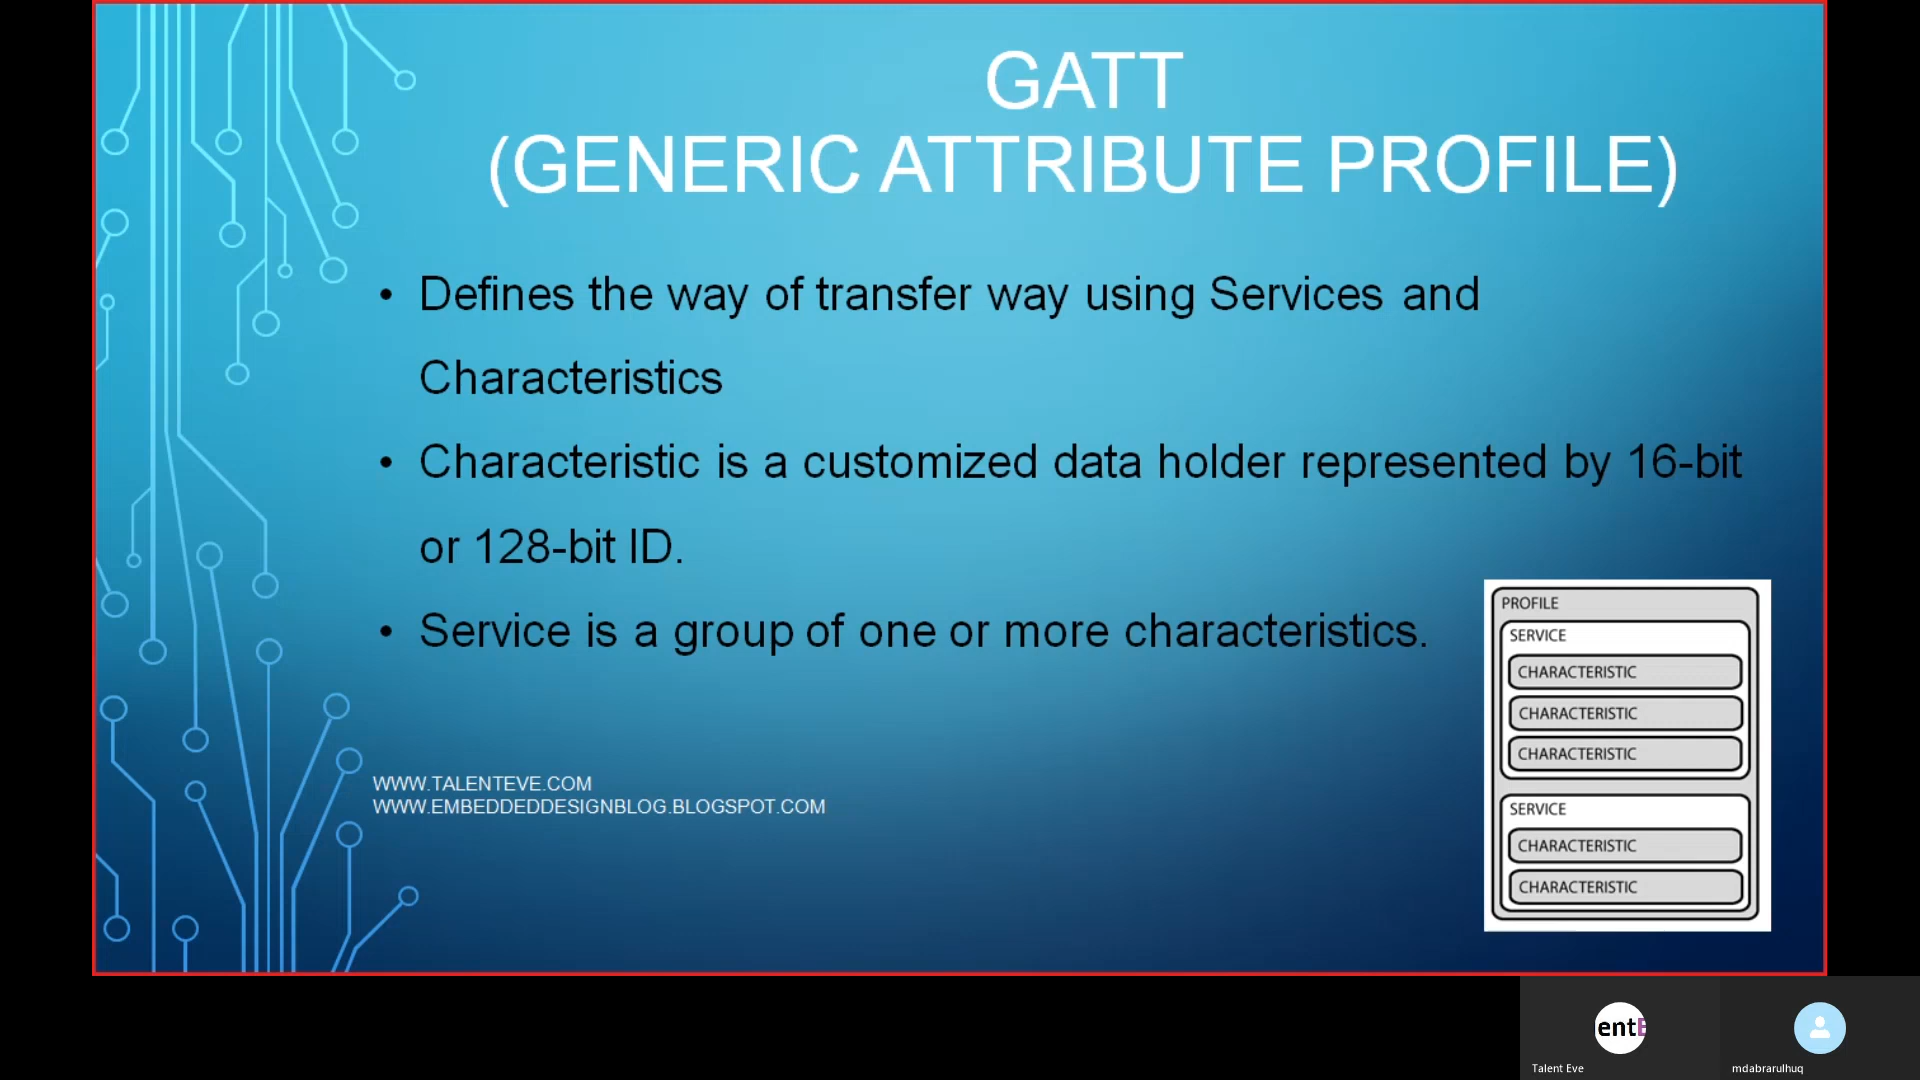 GATT
(GENERIC ATTRIBUTE PROFILE)
• Defines the way of transfer way using Services and
Characteristics
• Characteristic is a customized data holder represented by 16-bit
or 128-bit ID.
• Service is a group of one or more characteristics.
PROFILE
SERVICE
CHARACTERISTIC
CHARACTERISTIC
CHARACTERISTIC
SERVICE
CHARACTERISTIC
CHARACTERISTIC
WWW.TALENTEVE.COM
WWW.EMBEDDEDDESIGNBLOG.BLOGSPOT.COM
entE
Talent Eve
mdabrarulhuq